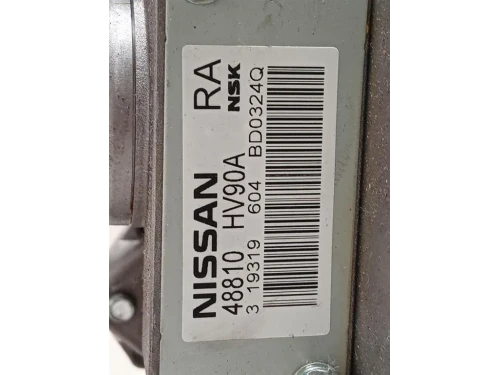 NISSAN RA
48810 HV90A NSK
3 19319 604 BD0324Q